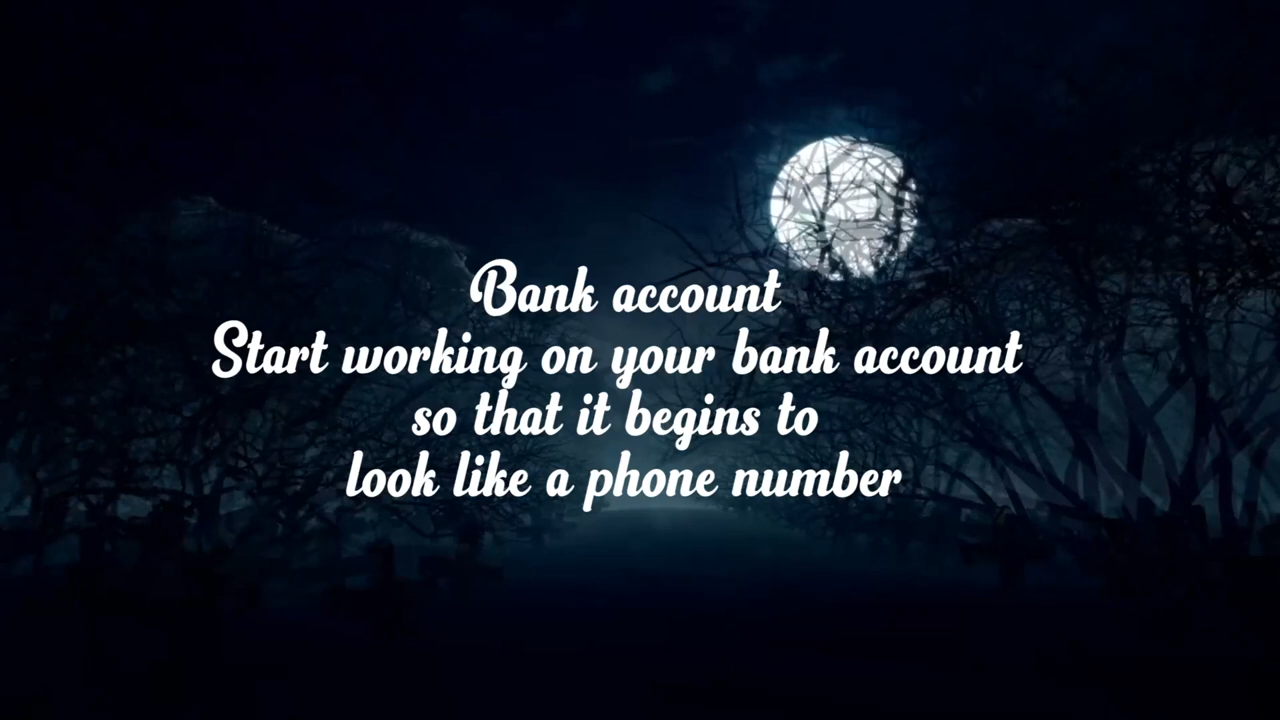 Bank account
Start working on your bank account
so that it begins to
look like a phone number